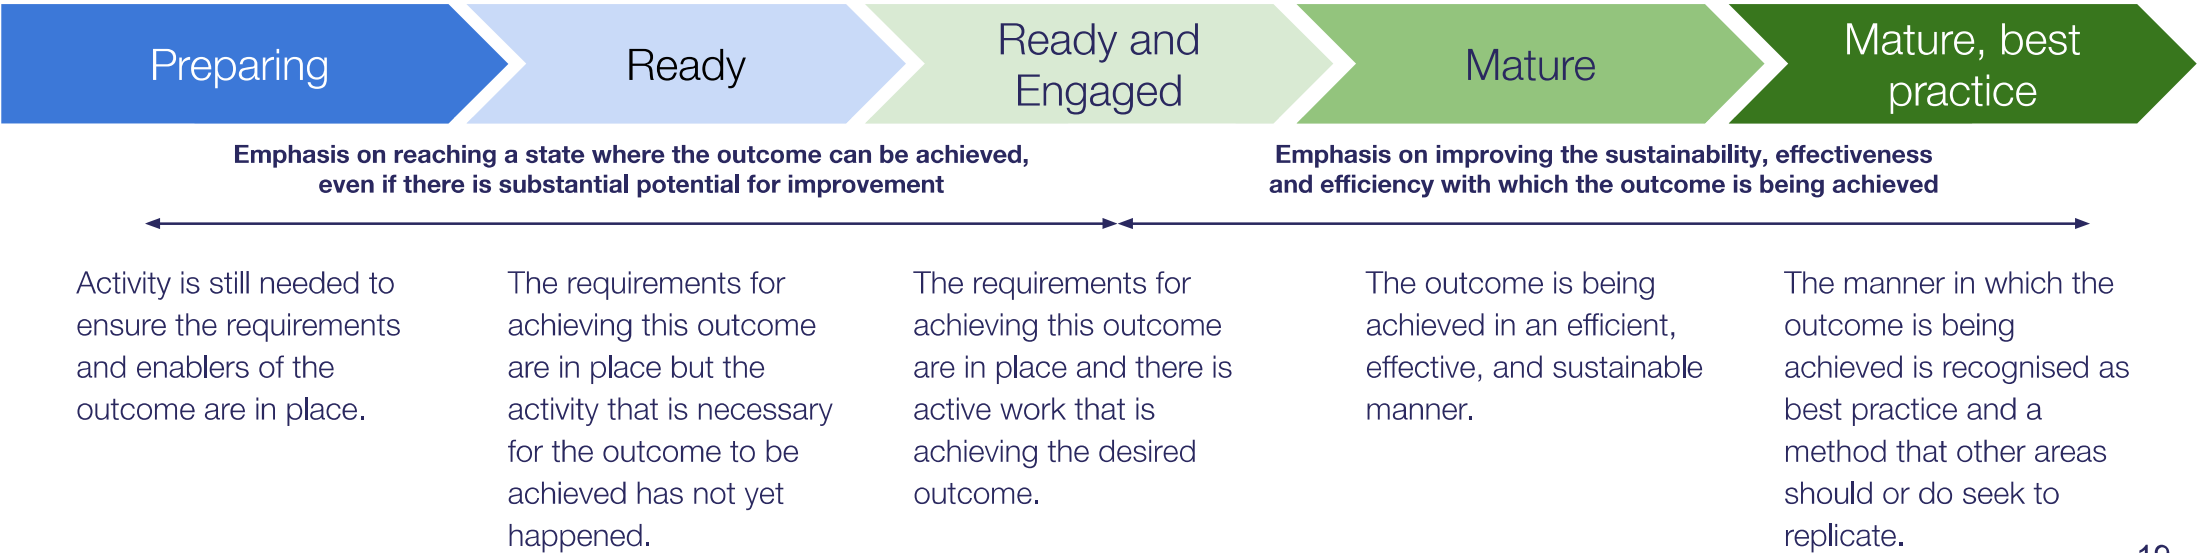 Preparing
Ready
Ready and
Engaged
Mature
Mature, best
practice
Emphasis on reaching a state where the outcome can be achieved,
even if there is substantial potential for improvement
Emphasis on improving the sustainability, effectiveness
and efficiency with which the outcome is being achieved
Activity is still needed to
ensure the requirements
and enablers of the
outcome are in place.
The requirements for
achieving this outcome
are in place but the
activity that is necessary
for the outcome to be
achieved has not yet
happened.
The requirements for
achieving this outcome
are in place and there is
active work that is
achieving the desired
outcome.
The outcome is being
achieved in an efficient,
effective, and sustainable
manner.
The manner in which the
outcome is being
achieved is recognised as
best practice and a
method that other areas
should or do seek to
replicate.